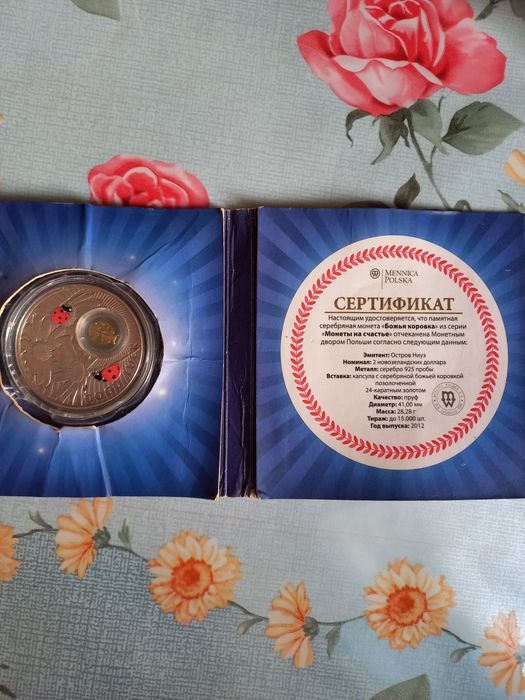 MENNICA
POLSKA
СЕРТИФИКАТ
Настоящим удостоверяется, что памятная
серебряная монета «Божья коровка» из серии
«Монеты на счастье» отчеканена Монетным
двором Польши согласно следующим данным:
Эмитент: Остров Ниуэ
Номинал: 2 новозеландских доллара
Металл: серебро 925 пробы
Вставка: капсула с серебряной божьей коровкой
позолоченной
24-каратным золотом
Качество: пруф
Диаметр: 41,00 мм
Масса: 28,28 г
Тираж: до 15.000 шт.
Год выпуска: 2012